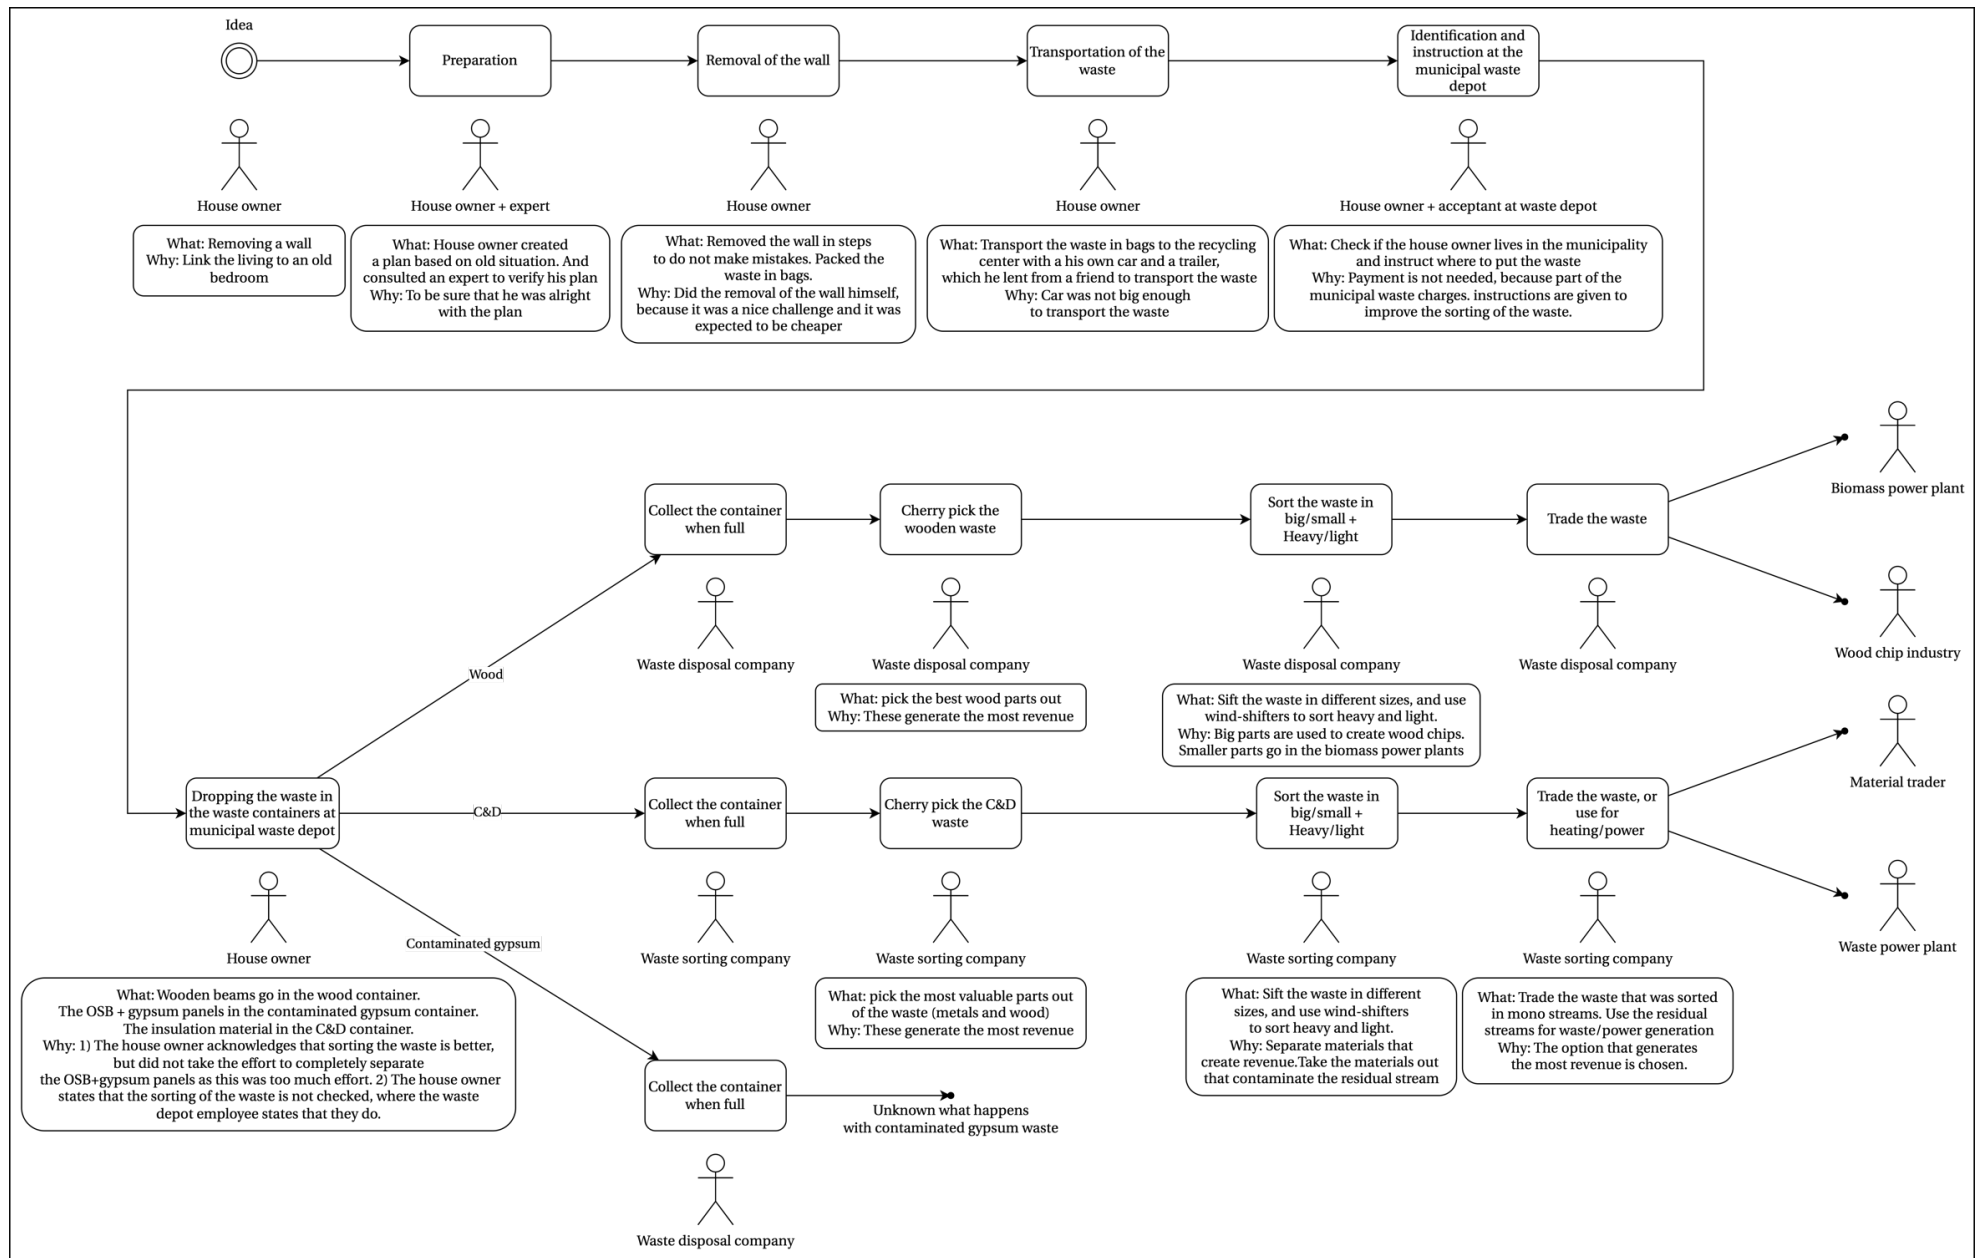 Idea
Preparation
Removal of the wall
Transportation of the
waste
Identification and
instruction at the
municipal waste
depot
House owner
House owner + expert
House owner
House owner
House owner + acceptant at waste depot
What: Removing a wall
Why: Link the living to an old
bedroom
What: House owner created
a plan based on old situation. And
consulted an expert to verify his plan
Why: To be sure that he was alright
with the plan
What: Removed the wall in steps
to do not make mistakes. Packed the
waste in bags.
Why: Did the removal of the wall himself,
because it was a nice challenge and it was
expected to be cheaper
What: Transport the waste in bags to the recycling
center with a his own car and a trailer,
which he lent from a friend to transport the waste
Why: Car was not big enough
to transport the waste
What: Check if the house owner lives in the municipality
and instruct where to put the waste
Why: Payment is not needed, because part of the
municipal waste charges. instructions are given to
improve the sorting of the waste.
Collect the container
when full
Cherry pick the
wooden waste
Sort the waste in
big/small +
Heavy/light
Trade the waste
Biomass power plant
Wood chip industry
Wood
Waste disposal company
Waste disposal company
Waste disposal company
Waste disposal company
What: pick the best wood parts out
Why: These generate the most revenue
What: Sift the waste in different sizes, and use
wind-shifters to sort heavy and light.
Why: Big parts are used to create wood chips.
Smaller parts go in the biomass power plants
Dropping the waste in
the waste containers at
municipal waste depot
C&D
Collect the container
when full
Cherry pick the C&D
waste
Sort the waste in
big/small +
Heavy/light
Trade the waste, or
use for
heating/power
Material trader
Waste power plant
House owner
Waste sorting company
Waste sorting company
Waste sorting company
Waste sorting company
What: Wooden beams go in the wood container.
The OSB + gypsum panels in the contaminated gypsum container.
The insulation material in the C&D container.
Why: 1) The house owner acknowledges that sorting the waste is better,
but did not take the effort to completely separate
the OSB+gypsum panels as this was too much effort. 2) The house owner
states that the sorting of the waste is not checked, where the waste
depot employee states that they do.
What: pick the most valuable parts out
of the waste (metals and wood)
Why: These generate the most revenue
What: Sift the waste in different
sizes, and use wind-shifters
to sort heavy and light.
Why: Separate materials that
create revenue.Take the materials out
that contaminate the residual stream
What: Trade the waste that was sorted
in mono streams. Use the residual
streams for waste/power generation
Why: The option that generates
the most revenue is chosen.
Contaminated gypsum
Collect the container
when full
Unknown what happens
with contaminated gypsum waste
Waste disposal company